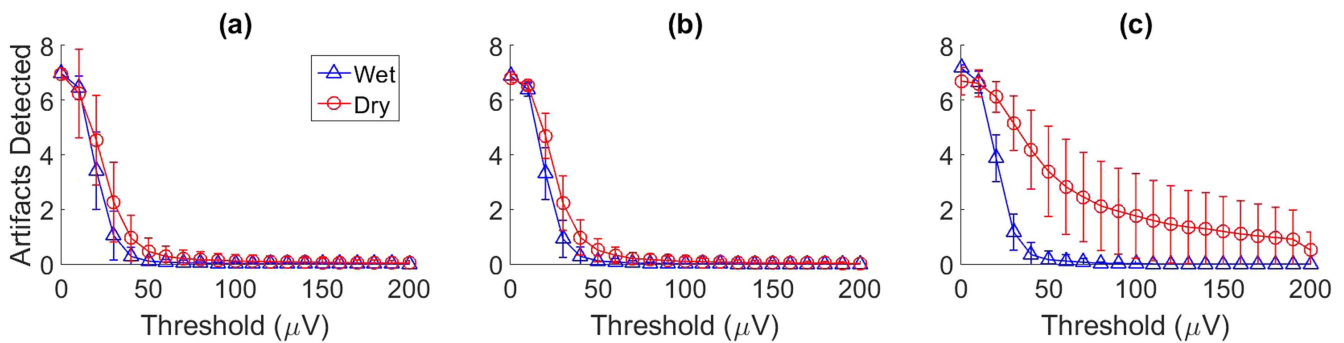 (a) (b) (c)
Artifacts Detected
8 8 8
6 6 6
4 4 4
2 2 2
0 0 0
Wet
Dry
0 50 100 150 200 0 50 100 150 200 0 50 100 150 200
Threshold (μV) Threshold (μV) Threshold (μV)